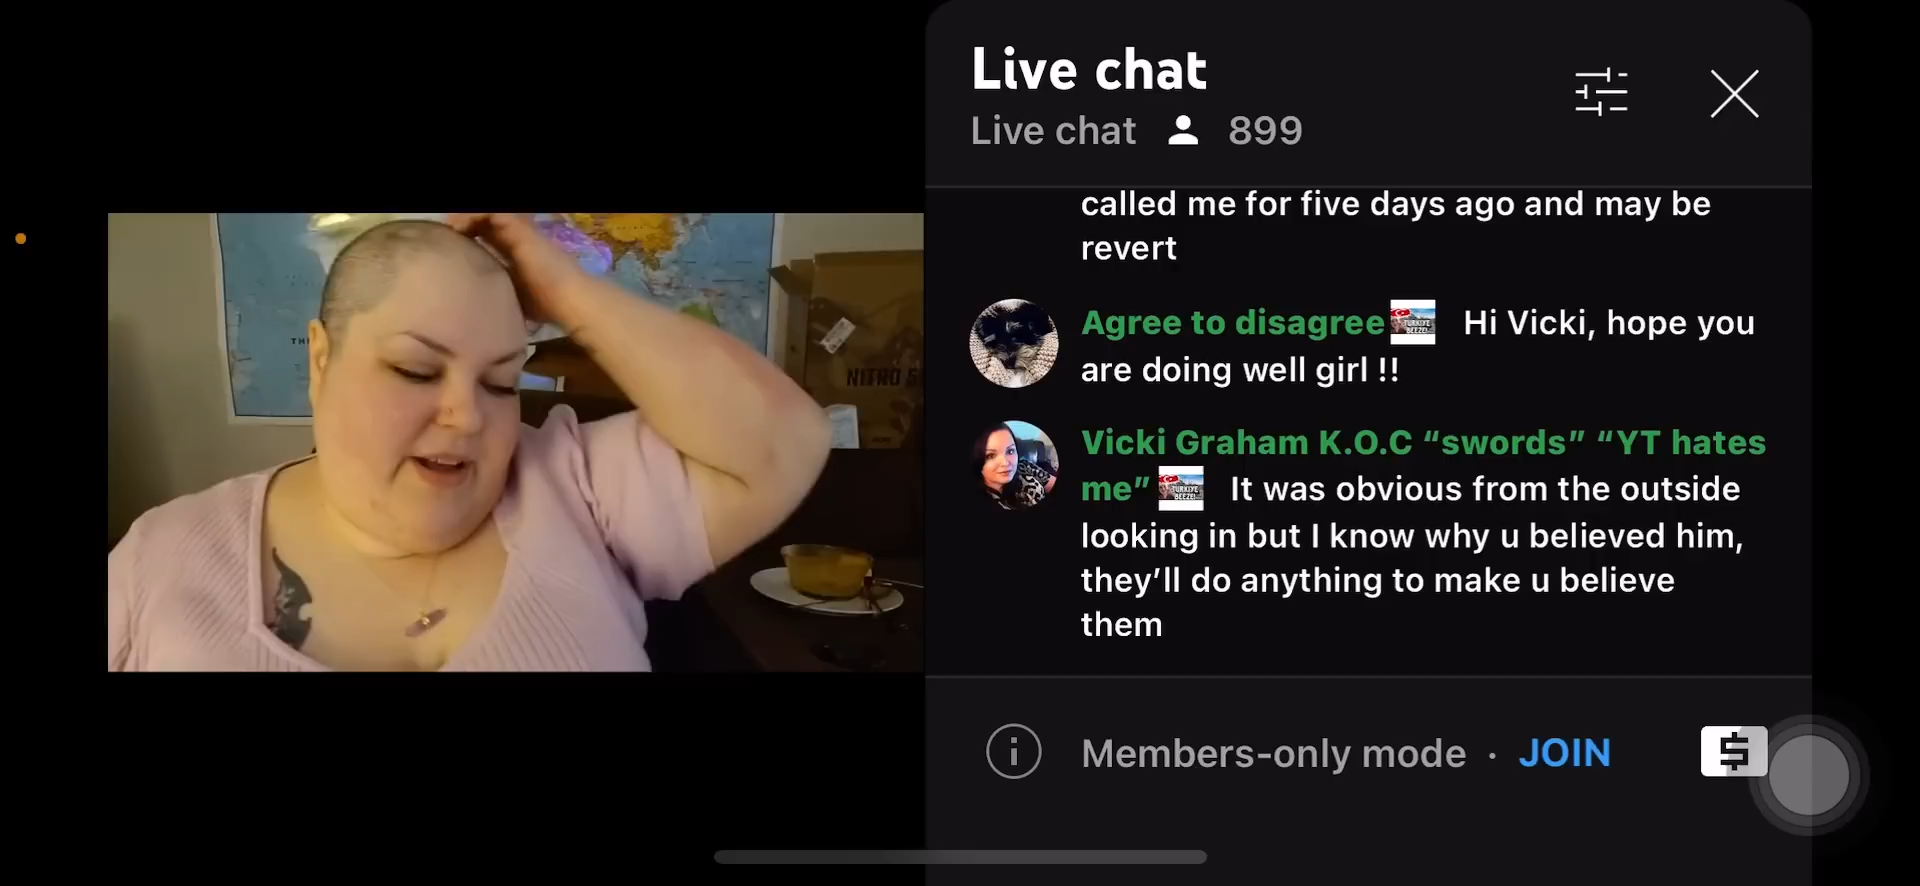 Live chat
Live chat 899
called me for five days ago and may be
revert
Agree to disagree Hi Vicki, hope you
are doing well girl !!
Vicki Graham K.O.C “swords” “YT hates
me” It was obvious from the outside
looking in but I know why u believed him,
they’ll do anything to make u believe
them
Members-only mode · JOIN
TH
NITRO S